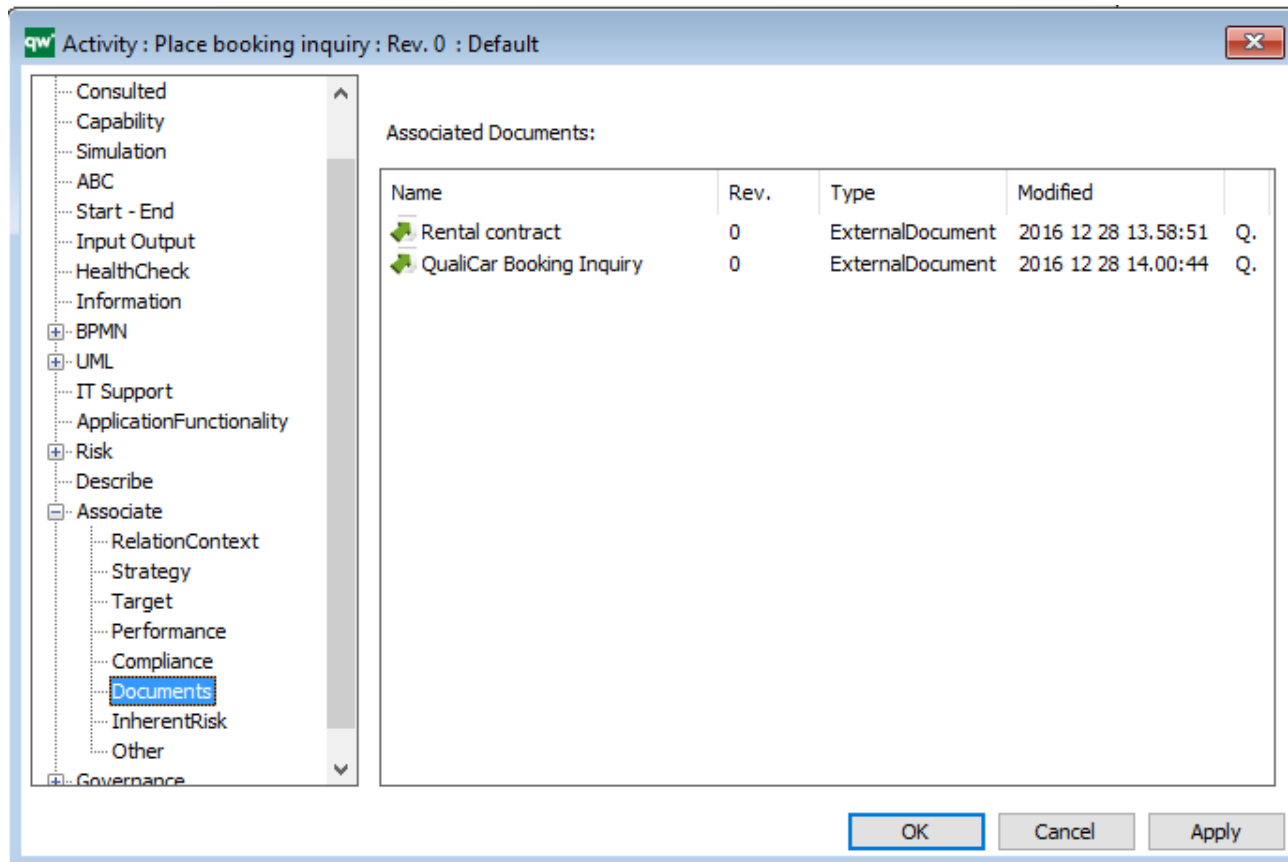 qw Activity : Place booking inquiry : Rev. 0 : Default
Consulted
Capability
Simulation
ABC
Start - End
Input Output
HealthCheck
Information
BPMN
UML
IT Support
ApplicationFunctionality
Risk
Describe
Associate
RelationContext
Strategy
Target
Performance
Compliance
Documents
InherentRisk
Other
Governance
Associated Documents:
Name Rev. Type Modified
Rental contract 0 ExternalDocument 2016 12 28 13.58:51 Q.
QualiCar Booking Inquiry 0 ExternalDocument 2016 12 28 14.00:44 Q.
OK Cancel Apply